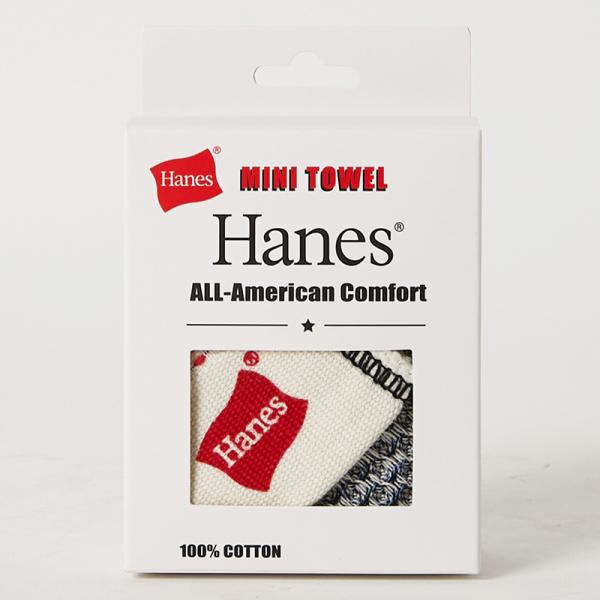 Hanes®
MINI TOWEL
Hanes®
ALL-American Comfort
Hanes®
100% COTTON